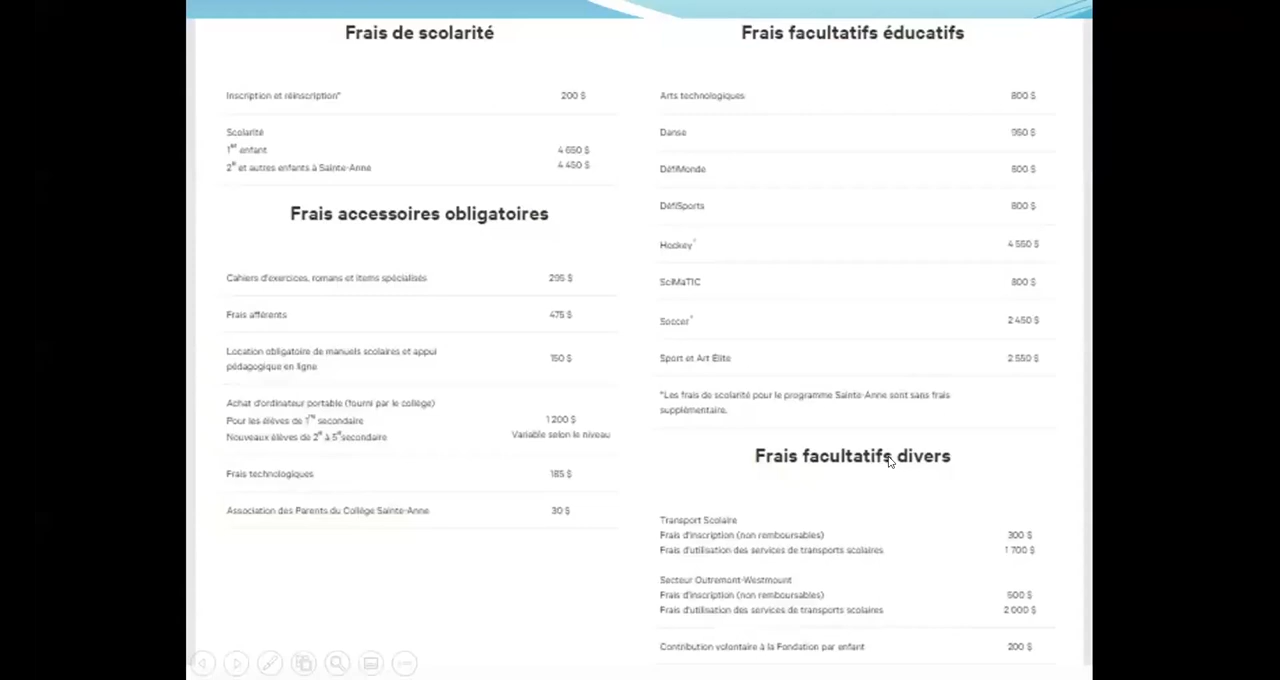 Frais de scolarité
Inscription et réinscription* 200 $
Scolarité
1er enfant 4 650 $
2e et autres enfants à Sainte-Anne 4 450 $
Frais accessoires obligatoires
Cahiers d'exercices, romans et items spécialisés 295 $
Frais afférents 475 $
Location obligatoire de manuels scolaires et appui
pédagogique en ligne 150 $
Achat d'ordinateur portable (fourni par le collège)
Pour les élèves de 1re secondaire 1 200 $
Nouveaux élèves de 2e à 5e secondaire Variable selon le niveau
Frais technologiques 185 $
Association des Parents du Collège Sainte-Anne 30 $
Frais facultatifs éducatifs
Arts technologiques 800 $
Danse 950 $
DéfiMonde 800 $
DéfiSports 800 $
Hockey* 4 550 $
SciMaTIC 800 $
Soccer* 2 450 $
Sport et Art Élite 2 550 $
*Les frais de scolarité pour le programme Sainte-Anne sont sans frais
supplémentaire.
Frais facultatifs divers
Transport Scolaire
Frais d'inscription (non remboursables) 300 $
Frais d'utilisation des services de transports scolaires 1 700 $
Secteur Outremont-Westmount
Frais d'inscription (non remboursables) 500 $
Frais d'utilisation des services de transports scolaires 2 000 $
Contribution volontaire à la Fondation par enfant 200 $